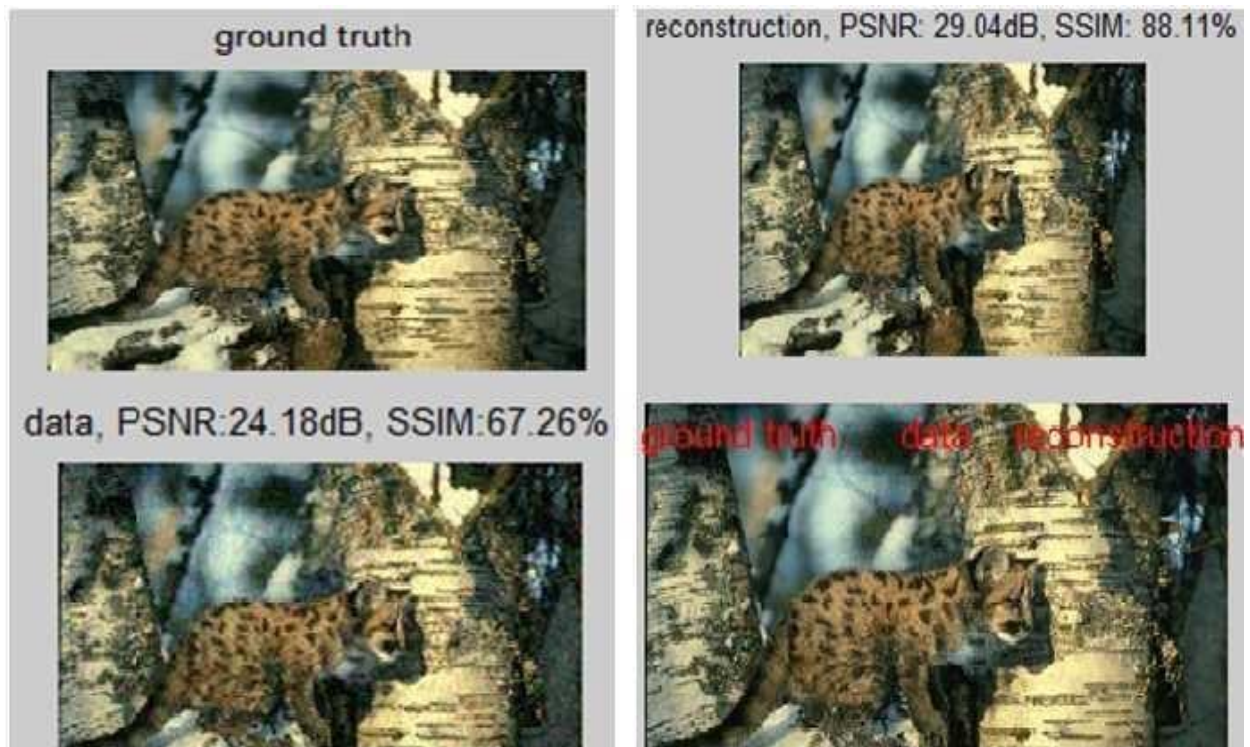 ground truth
reconstruction, PSNR: 29.04dB, SSIM: 88.11%
data, PSNR:24.18dB, SSIM:67.26%
ground truth data reconstruction